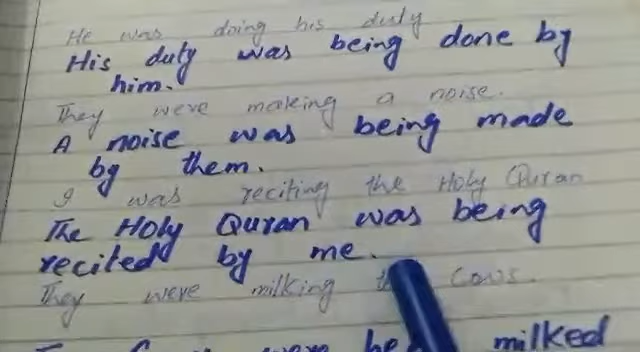 He was doing his duty
His duty was being done by
him.
They were making a noise.
A noise was being made
by them.
I was reciting the Holy Quran
The Holy Quran was being
recited by me.
They were milking the cows.
were milked